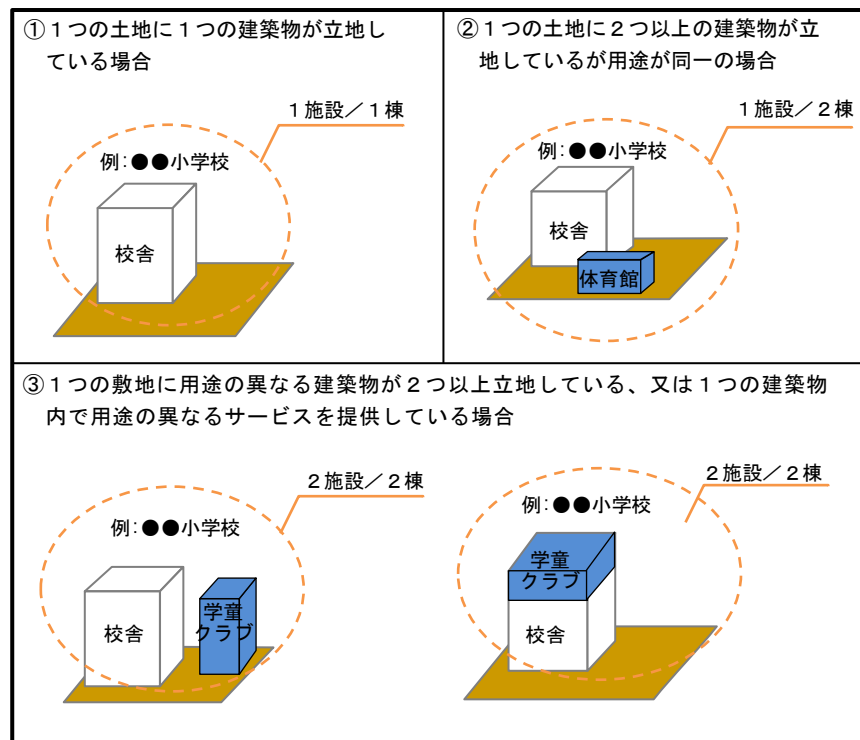 ①１つの土地に１つの建築物が立地し
ている場合
１施設／１棟
例：●●小学校
校舎
②１つの土地に２つ以上の建築物が立
地しているが用途が同一の場合
１施設／２棟
例：●●小学校
校舎
体育館
③１つの敷地に用途の異なる建築物が２つ以上立地している、又は１つの建築物
内で用途の異なるサービスを提供している場合
２施設／２棟
例：●●小学校
校舎
学童
クラブ
２施設／２棟
例：●●小学校
学童
クラブ
校舎